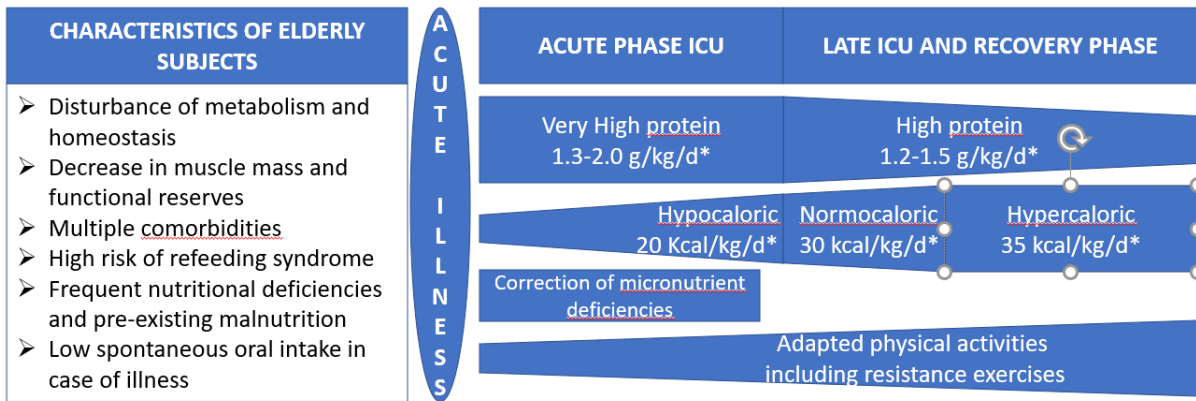 CHARACTERISTICS OF ELDERLY
SUBJECTS
➢ Disturbance of metabolism and
homeostasis
➢ Decrease in muscle mass and
functional reserves
➢ Multiple comorbidities
➢ High risk of refeeding syndrome
➢ Frequent nutritional deficiencies
and pre-existing malnutrition
➢ Low spontaneous oral intake in
case of illness
ACUTE ILLNESS
ACUTE PHASE ICU
LATE ICU AND RECOVERY PHASE
Very High protein
1.3-2.0 g/kg/d*
High protein
1.2-1.5 g/kg/d*
Hypocaloric
20 Kcal/kg/d*
Normocaloric
30 kcal/kg/d*
Hypercaloric
35 kcal/kg/d*
Correction of micronutrient
deficiencies
Adapted physical activities
including resistance exercises